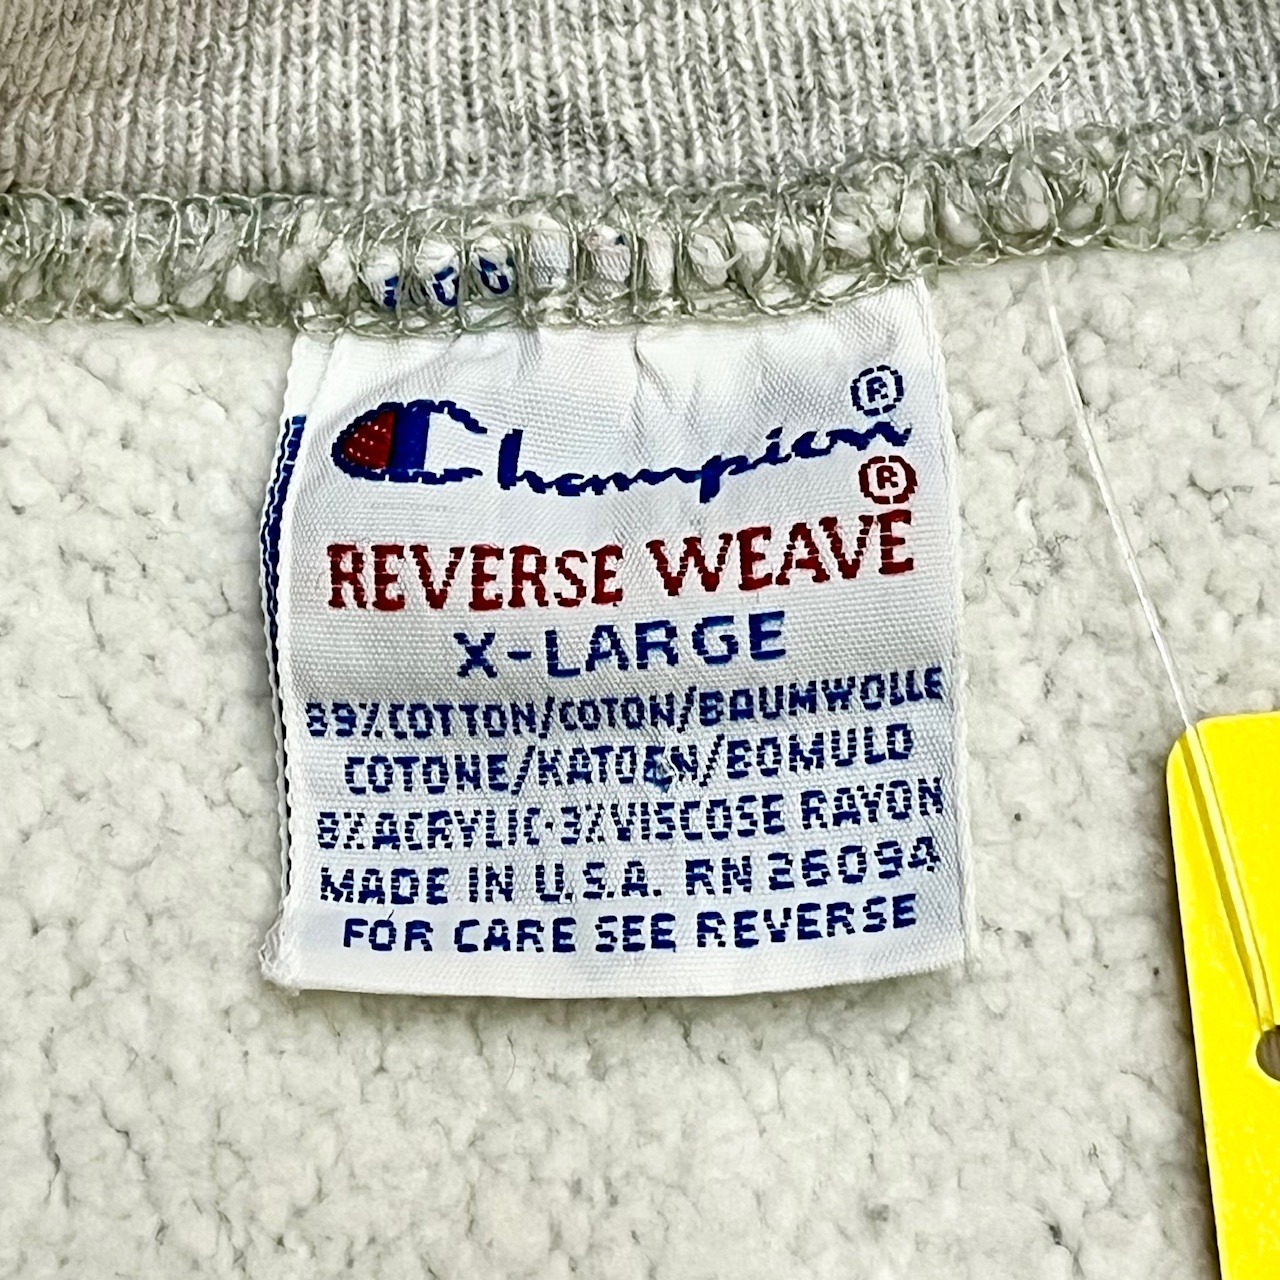 Champion®
®
REVERSE WEAVE
X-LARGE
89%COTTON/COTON/BAUMWOLLE
COTONE/KATOEN/BOMULD
8%ACRYLIC·3%VISCOSE RAYON
MADE IN U.S.A. RN 26094
FOR CARE SEE REVERSE